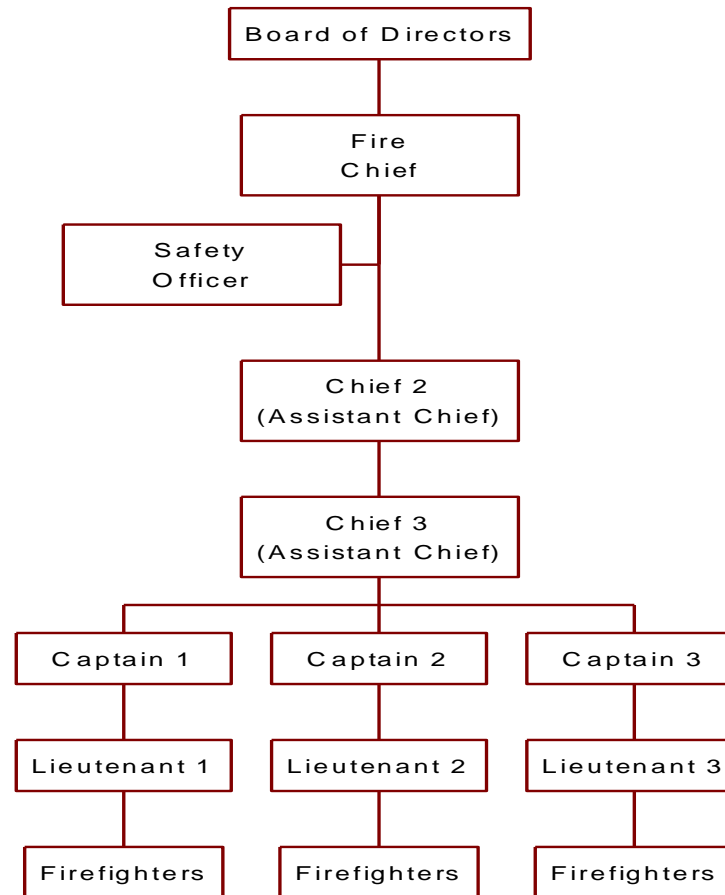 Board of Directors
Fire
Chief
Safety
Officer
Chief 2
(Assistant Chief)
Chief 3
(Assistant Chief)
Captain 1
Captain 2
Captain 3
Lieutenant 1
Lieutenant 2
Lieutenant 3
Firefighters
Firefighters
Firefighters